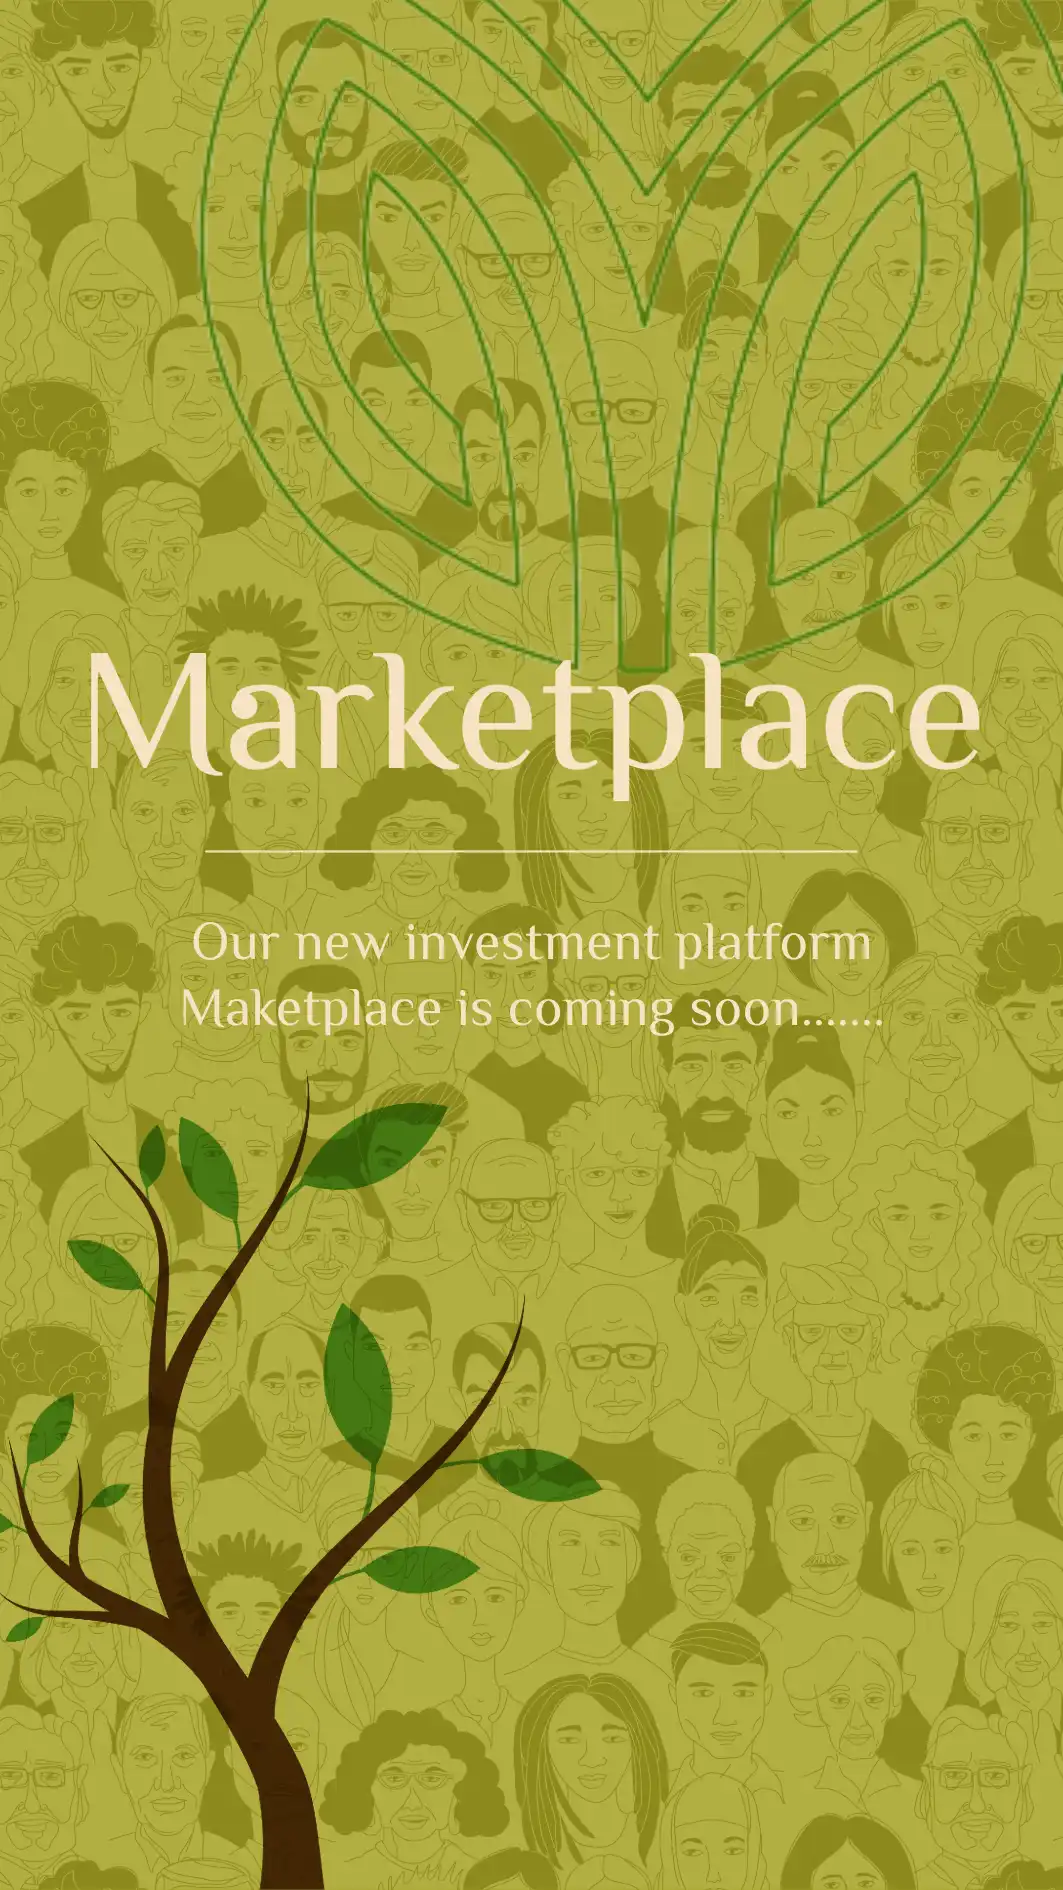 Marketplace
Our new investment platform
Maketplace is coming soon.......